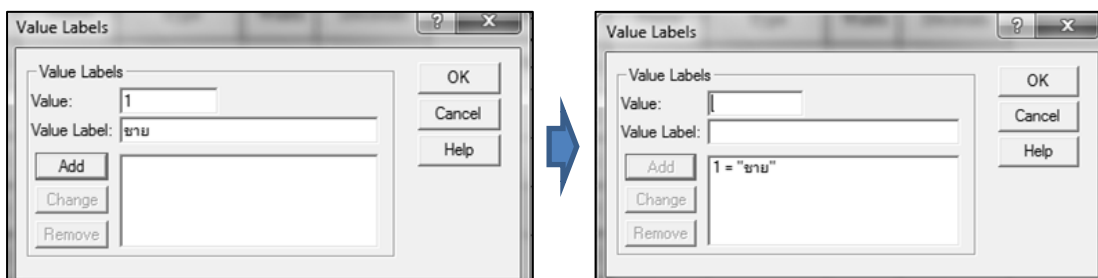 Value Labels
Value Labels
Value: 1
Value Label: ชาย
Add
Change
Remove
OK
Cancel
Help
Value Labels
Value Labels
Value:
Value Label:
Add
1 = "ชาย"
Change
Remove
OK
Cancel
Help